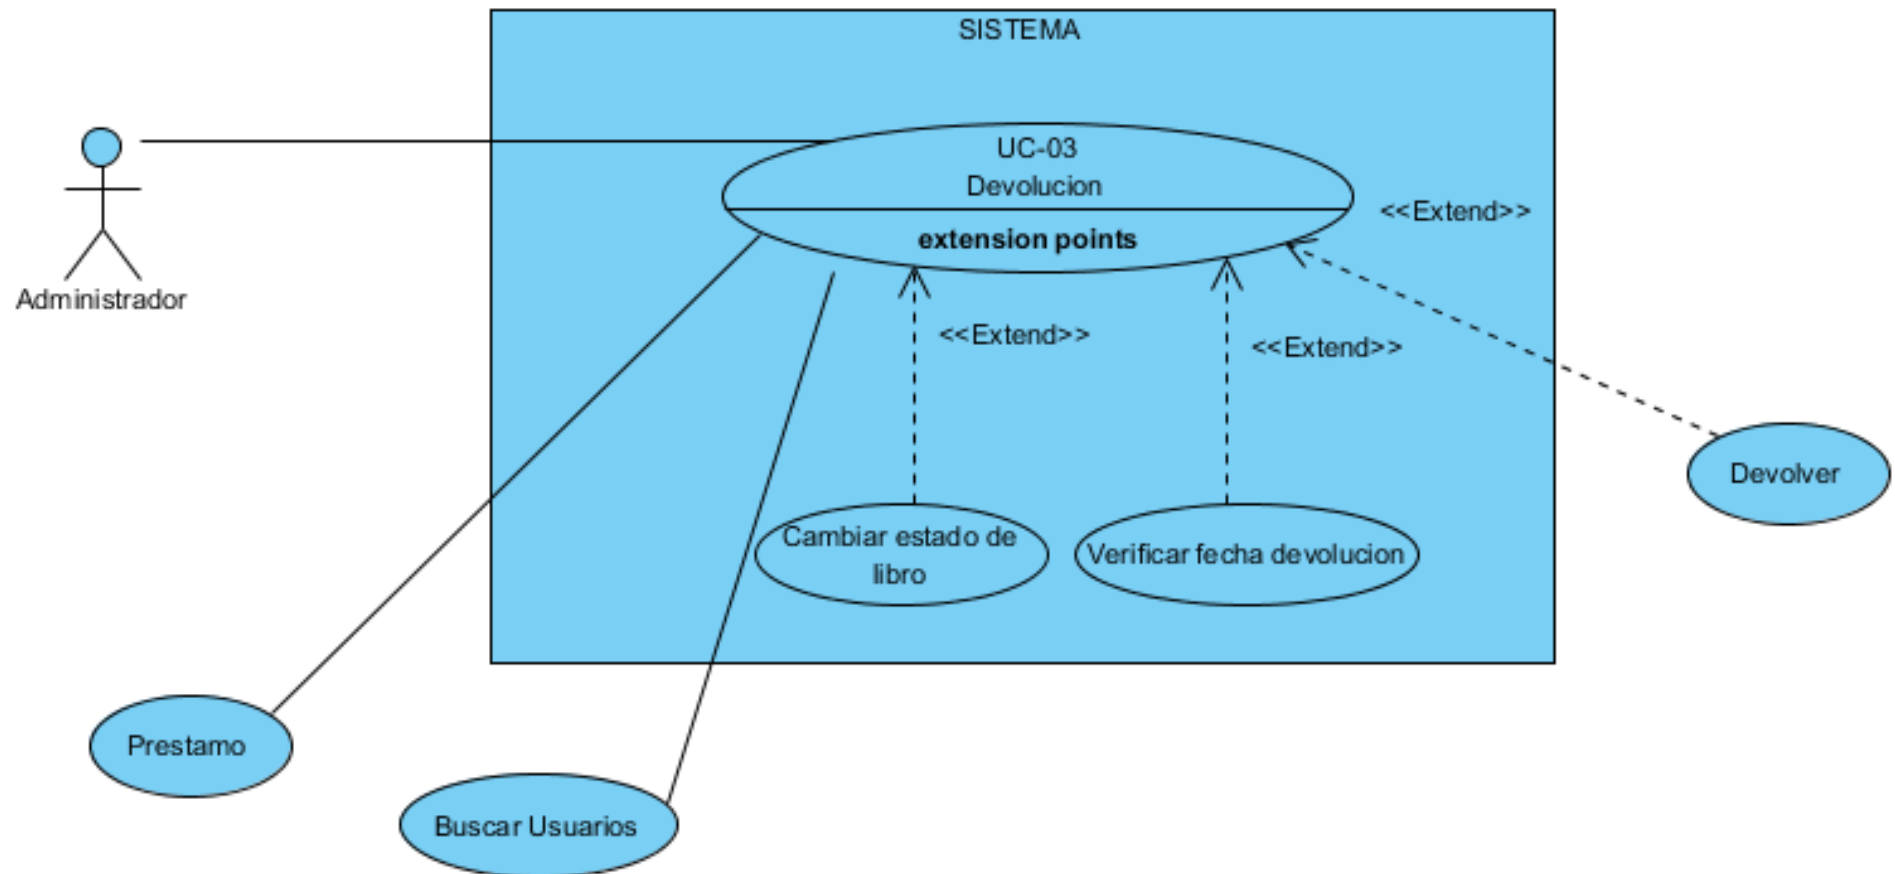 SISTEMA
UC-03
Devolucion
extension points
<<Extend>>
Administrador
<<Extend>>
<<Extend>>
Devolver
Cambiar estado de
libro
Verificar fecha devolucion
Prestamo
Buscar Usuarios